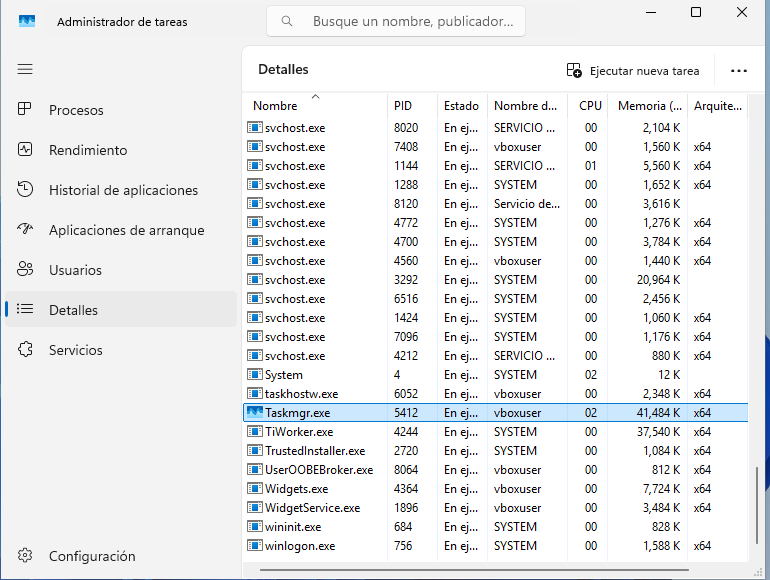 Administrador de tareas
Busque un nombre, publicador...
Detalles
Ejecutar nueva tarea
Procesos
Rendimiento
Historial de aplicaciones
Aplicaciones de arranque
Usuarios
Detalles
Servicios
Configuración
Nombre PID Estado Nombre d... CPU Memoria (... Arquite...
svchost.exe 8020 En ej... SERVICIO ... 00 2,104 K
svchost.exe 7408 En ej... vboxuser 00 1,560 K x64
svchost.exe 1144 En ej... SERVICIO ... 01 5,560 K x64
svchost.exe 1288 En ej... SYSTEM 00 1,652 K x64
svchost.exe 8120 En ej... Servicio de... 00 3,616 K
svchost.exe 4772 En ej... SYSTEM 00 1,276 K x64
svchost.exe 4700 En ej... SYSTEM 00 3,784 K x64
svchost.exe 4560 En ej... vboxuser 00 1,440 K x64
svchost.exe 3292 En ej... SYSTEM 00 20,964 K
svchost.exe 6516 En ej... SYSTEM 00 2,456 K
svchost.exe 1424 En ej... SYSTEM 00 1,060 K x64
svchost.exe 7096 En ej... SYSTEM 00 1,176 K x64
svchost.exe 4212 En ej... SERVICIO ... 00 880 K x64
System 4 En ej... SYSTEM 02 12 K
taskhostw.exe 6052 En ej... vboxuser 00 2,348 K x64
Taskmgr.exe 5412 En ej... vboxuser 02 41,484 K x64
TiWorker.exe 4244 En ej... SYSTEM 00 37,540 K x64
TrustedInstaller.exe 2720 En ej... SYSTEM 00 1,084 K x64
UserOOBEBroker.exe 8064 En ej... vboxuser 00 812 K x64
Widgets.exe 4364 En ej... vboxuser 00 7,724 K x64
WidgetService.exe 1896 En ej... vboxuser 00 3,484 K x64
wininit.exe 684 En ej... SYSTEM 00 828 K
winlogon.exe 756 En ej... SYSTEM 00 1,588 K x64